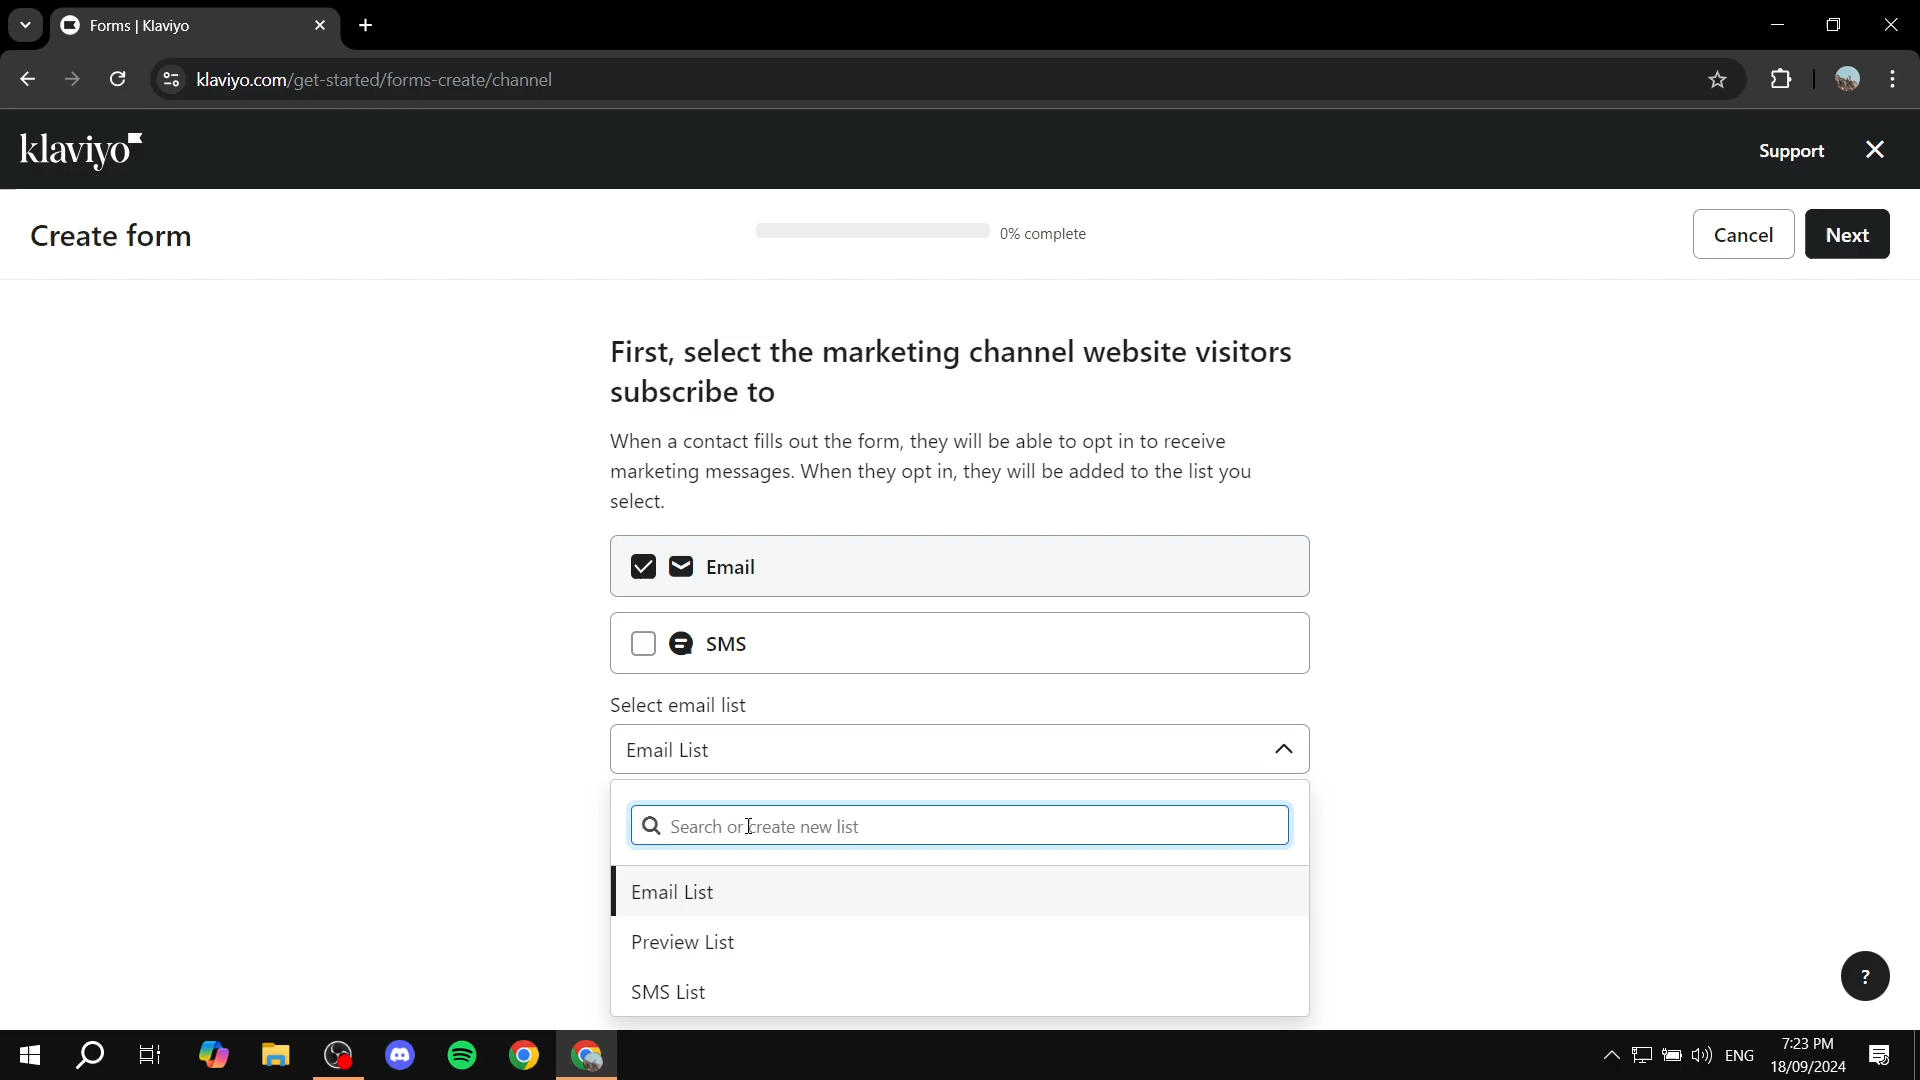 Forms | Klaviyo
klaviyo.com/get-started/forms-create/channel
klaviyo
Support
Create form
0% complete
Cancel
Next
First, select the marketing channel website visitors
subscribe to
When a contact fills out the form, they will be able to opt in to receive
marketing messages. When they opt in, they will be added to the list you
select.
Email
SMS
Select email list
Email List
Search or create new list
Email List
Preview List
SMS List
?
ENG
7:23 PM
18/09/2024